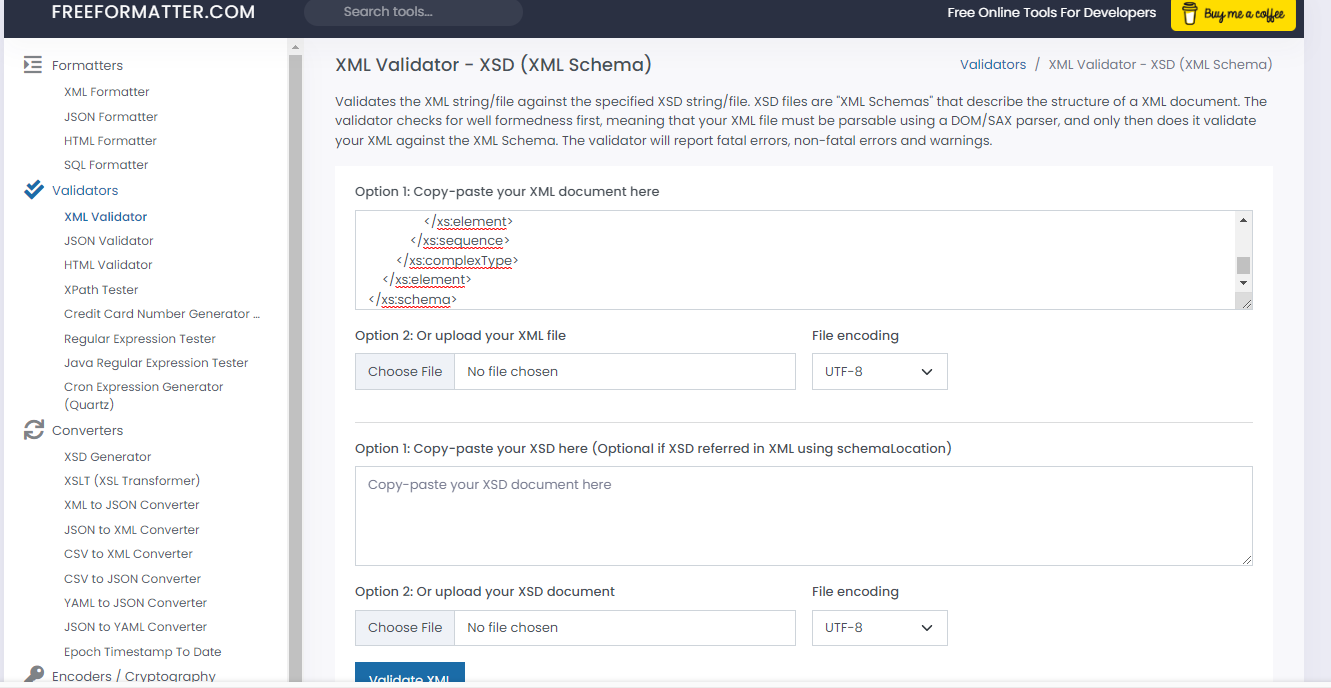 FREEFORMATTER.COM
Search tools...
Free Online Tools For Developers
Buy me a coffee
Formatters
XML Formatter
JSON Formatter
HTML Formatter
SQL Formatter
Validators
XML Validator
JSON Validator
HTML Validator
XPath Tester
Credit Card Number Generator ...
Regular Expression Tester
Java Regular Expression Tester
Cron Expression Generator
(Quartz)
Converters
XSD Generator
XSLT (XSL Transformer)
XML to JSON Converter
JSON to XML Converter
CSV to XML Converter
CSV to JSON Converter
YAML to JSON Converter
JSON to YAML Converter
Epoch Timestamp To Date
Encoders / Cryptography
XML Validator - XSD (XML Schema)
Validators / XML Validator - XSD (XML Schema)
Validates the XML string/file against the specified XSD string/file. XSD files are "XML Schemas" that describe the structure of a XML document. The
validator checks for well formedness first, meaning that your XML file must be parsable using a DOM/SAX parser, and only then does it validate
your XML against the XML Schema. The validator will report fatal errors, non-fatal errors and warnings.
Option 1: Copy-paste your XML document here
</xs:element>
</xs:sequence>
</xs:complexType>
</xs:element>
</xs:schema>
Option 2: Or upload your XML file
File encoding
Choose File
No file chosen
UTF-8
Option 1: Copy-paste your XSD here (Optional if XSD referred in XML using schemaLocation)
Copy-paste your XSD document here
Option 2: Or upload your XSD document
File encoding
Choose File
No file chosen
UTF-8
Validate XML